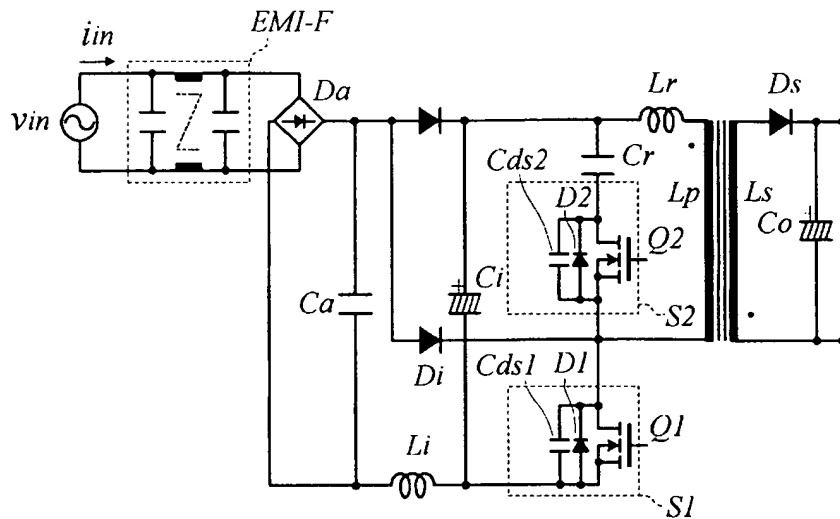 EMI-F
iin
Da
vin
Lr
Ds
Cds2
D2
Cr
Lp
Ls
Co
Q2
Ca
Ci
S2
Di
Cds1
D1
Q1
Li
S1